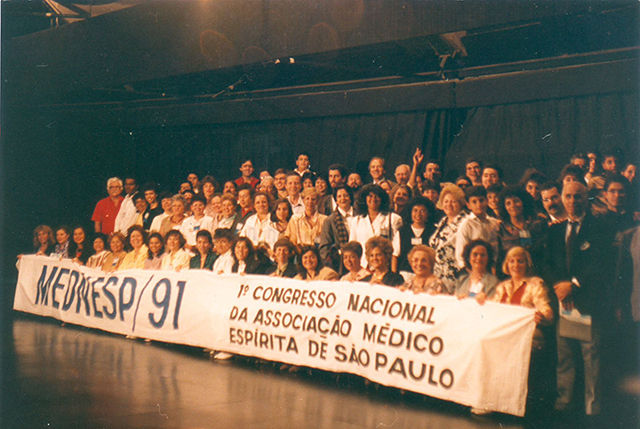 MEDNESP/91
1º CONGRESSO NACIONAL
DA ASSOCIAÇÃO MÉDICO
ESPÍRITA DE SÃO PAULO